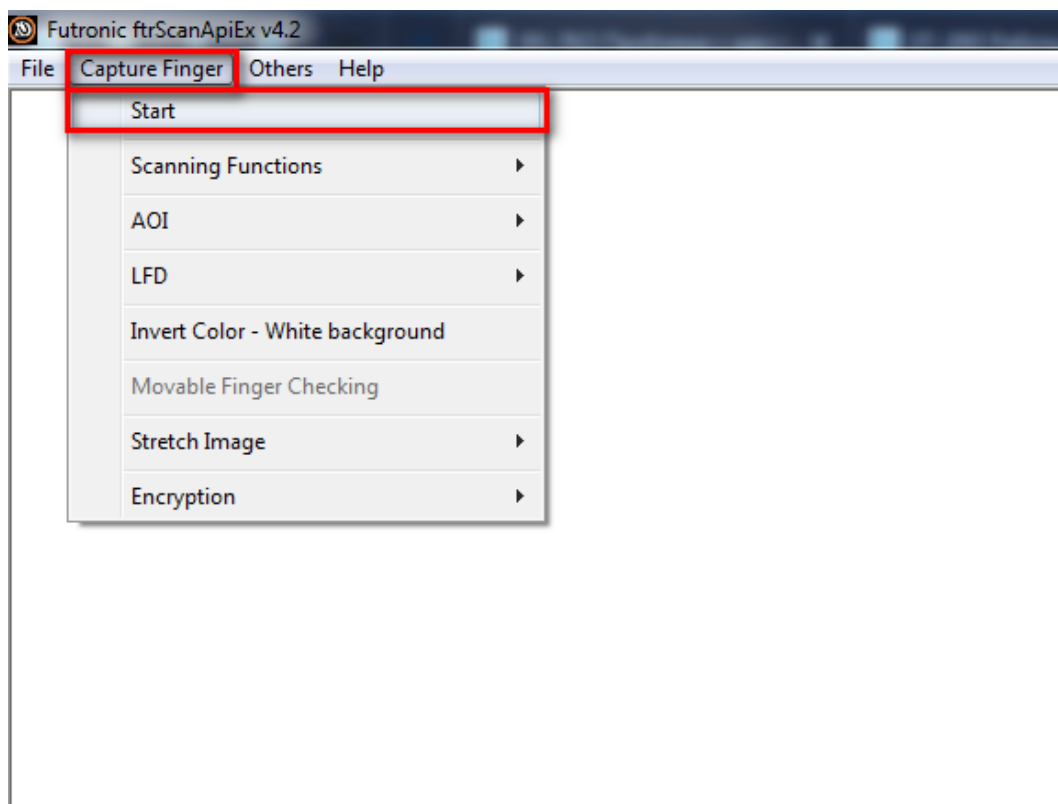 Futronic ftrScanApiEx v4.2
File Capture Finger Others Help
Start
Scanning Functions
AOI
LFD
Invert Color - White background
Movable Finger Checking
Stretch Image
Encryption